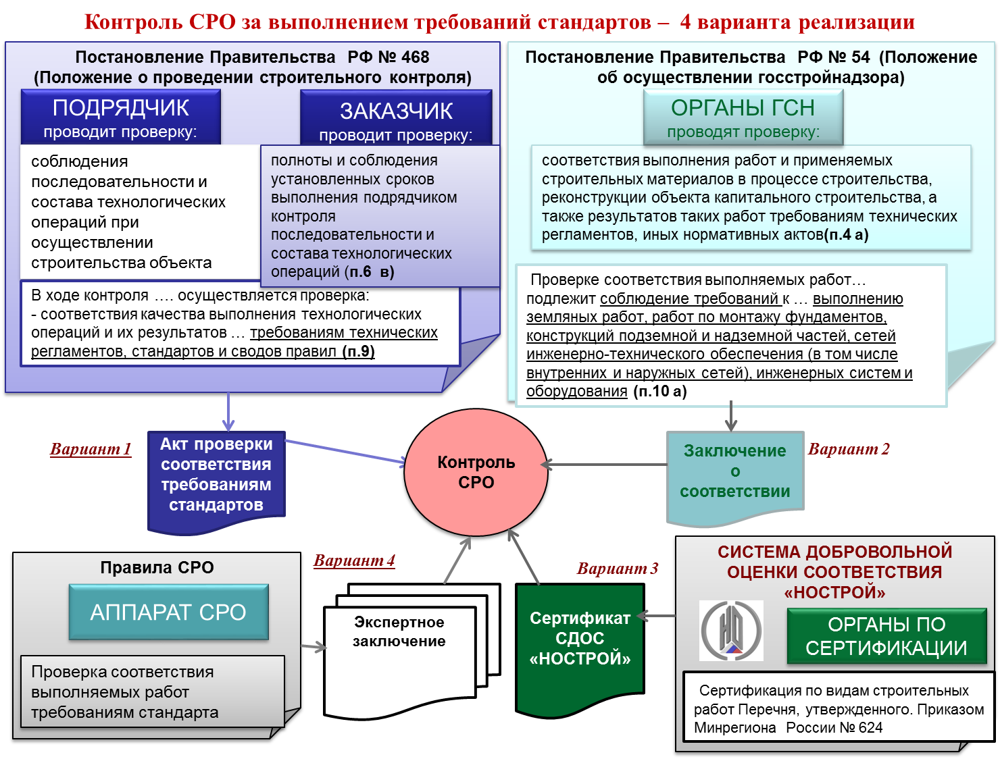 Контроль СРО за выполнением требований стандартов – 4 варианта реализации
Постановление Правительства РФ № 468
(Положение о проведении строительного контроля)
ПОДРЯДЧИК
проводит проверку:
соблюдения
последовательности и
состава технологических
операций при
осуществлении
строительства объекта
ЗАКАЗЧИК
проводит проверку:
полноты и соблюдения
установленных сроков
выполнения подрядчиком
контроля
последовательности и
состава технологических
операций (п.6 в)
В ходе контроля …. осуществляется проверка:
- соответствия качества выполнения технологических
операций и их результатов … требованиям технических
регламентов, стандартов и сводов правил (п.9)
Постановление Правительства РФ № 54 (Положение
об осуществлении госстройнадзора)
ОРГАНЫ ГСН
проводят проверку:
соответствия выполнения работ и применяемых
строительных материалов в процессе строительства,
реконструкции объекта капитального строительства, а
также результатов таких работ требованиям технических
регламентов, иных нормативных актов(п.4 а)
Проверке соответствия выполняемых работ…
подлежит соблюдение требований к … выполнению
земляных работ, работ по монтажу фундаментов,
конструкций подземной и надземной частей, сетей
инженерно-технического обеспечения (в том числе
внутренних и наружных сетей), инженерных систем и
оборудования (п.10 а)
Вариант 1
Акт проверки
соответствия
требованиям
стандартов
Контроль
СРО
Заключение
о
соответствии
Вариант 2
Правила СРО
АППАРАТ СРО
Проверка соответствия
выполняемых работ
требованиям стандарта
Вариант 4
Экспертное
заключение
Вариант 3
Сертификат
СДОС
«НОСТРОЙ»
СИСТЕМА ДОБРОВОЛЬНОЙ
ОЦЕНКИ СООТВЕТСТВИЯ
«НОСТРОЙ»
ОРГАНЫ ПО
СЕРТИФИКАЦИИ
Сертификация по видам строительных
работ Перечня, утвержденного. Приказом
Минрегиона России № 624